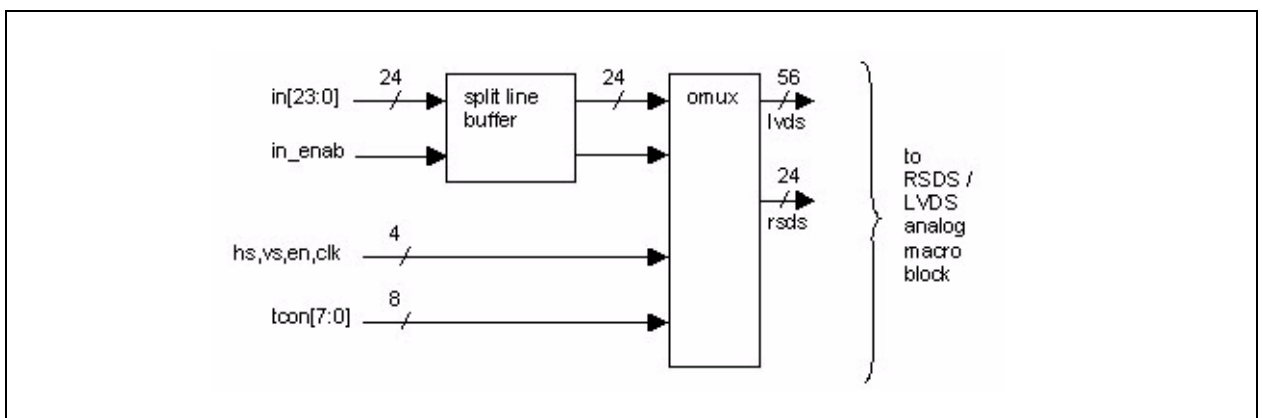 24
24
56
in[23:0]
split line
buffer
omux
lvds
in_enab
24
rsds
to
RSDS /
LVDS
analog
macro
block
4
hs,vs,en,clk
8
tcon[7:0]